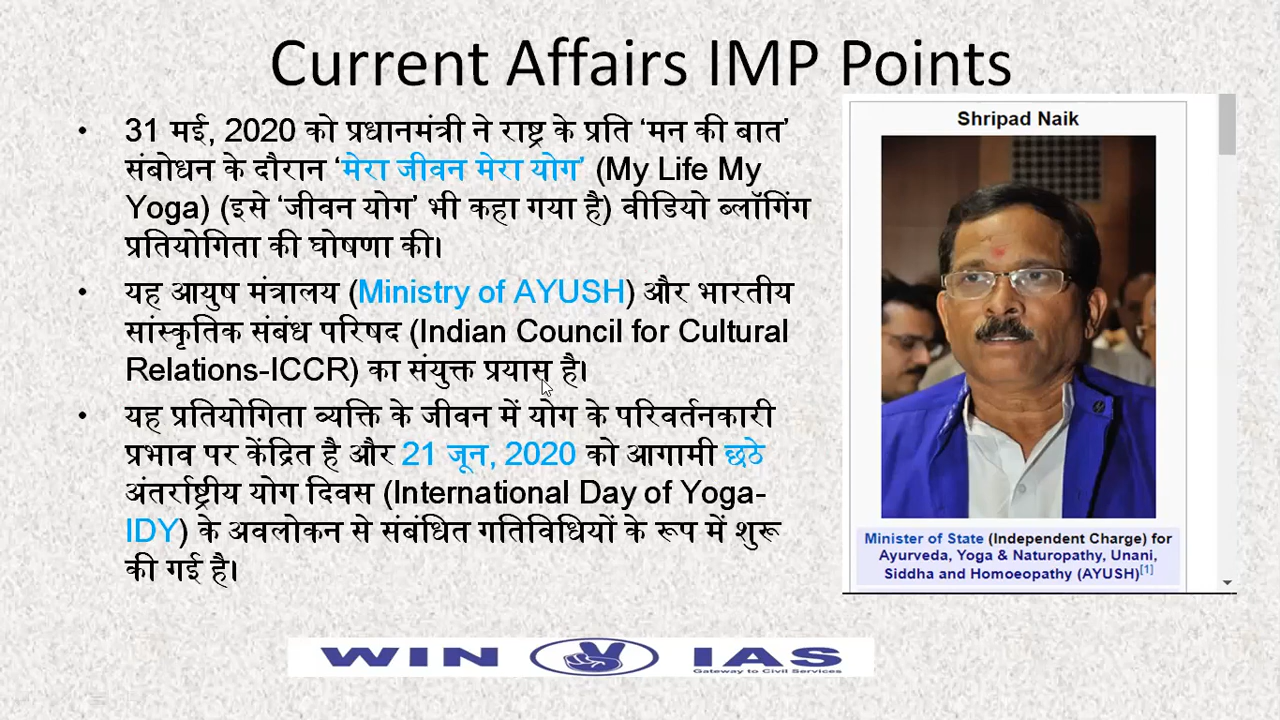 Current Affairs IMP Points
• 31 मई, 2020 को प्रधानमंत्री ने राष्ट्र के प्रति ‘मन की बात’
संबोधन के दौरान ‘मेरा जीवन मेरा योग’ (My Life My
Yoga) (इसे ‘जीवन योग’ भी कहा गया है) वीडियो ब्लॉगिंग
प्रतियोगिता की घोषणा की।
• यह आयुष मंत्रालय (Ministry of AYUSH) और भारतीय
सांस्कृतिक संबंध परिषद (Indian Council for Cultural
Relations-ICCR) का संयुक्त प्रयास है।
• यह प्रतियोगिता व्यक्ति के जीवन में योग के परिवर्तनकारी
प्रभाव पर केंद्रित है और 21 जून, 2020 को आगामी छठे
अंतर्राष्ट्रीय योग दिवस (International Day of Yoga-
IDY) के अवलोकन से संबंधित गतिविधियों के रूप में शुरू
की गई है।
Shripad Naik
Minister of State (Independent Charge) for
Ayurveda, Yoga & Naturopathy, Unani,
Siddha and Homoeopathy (AYUSH)[1]
WIN IAS
Gateway to Civil Services